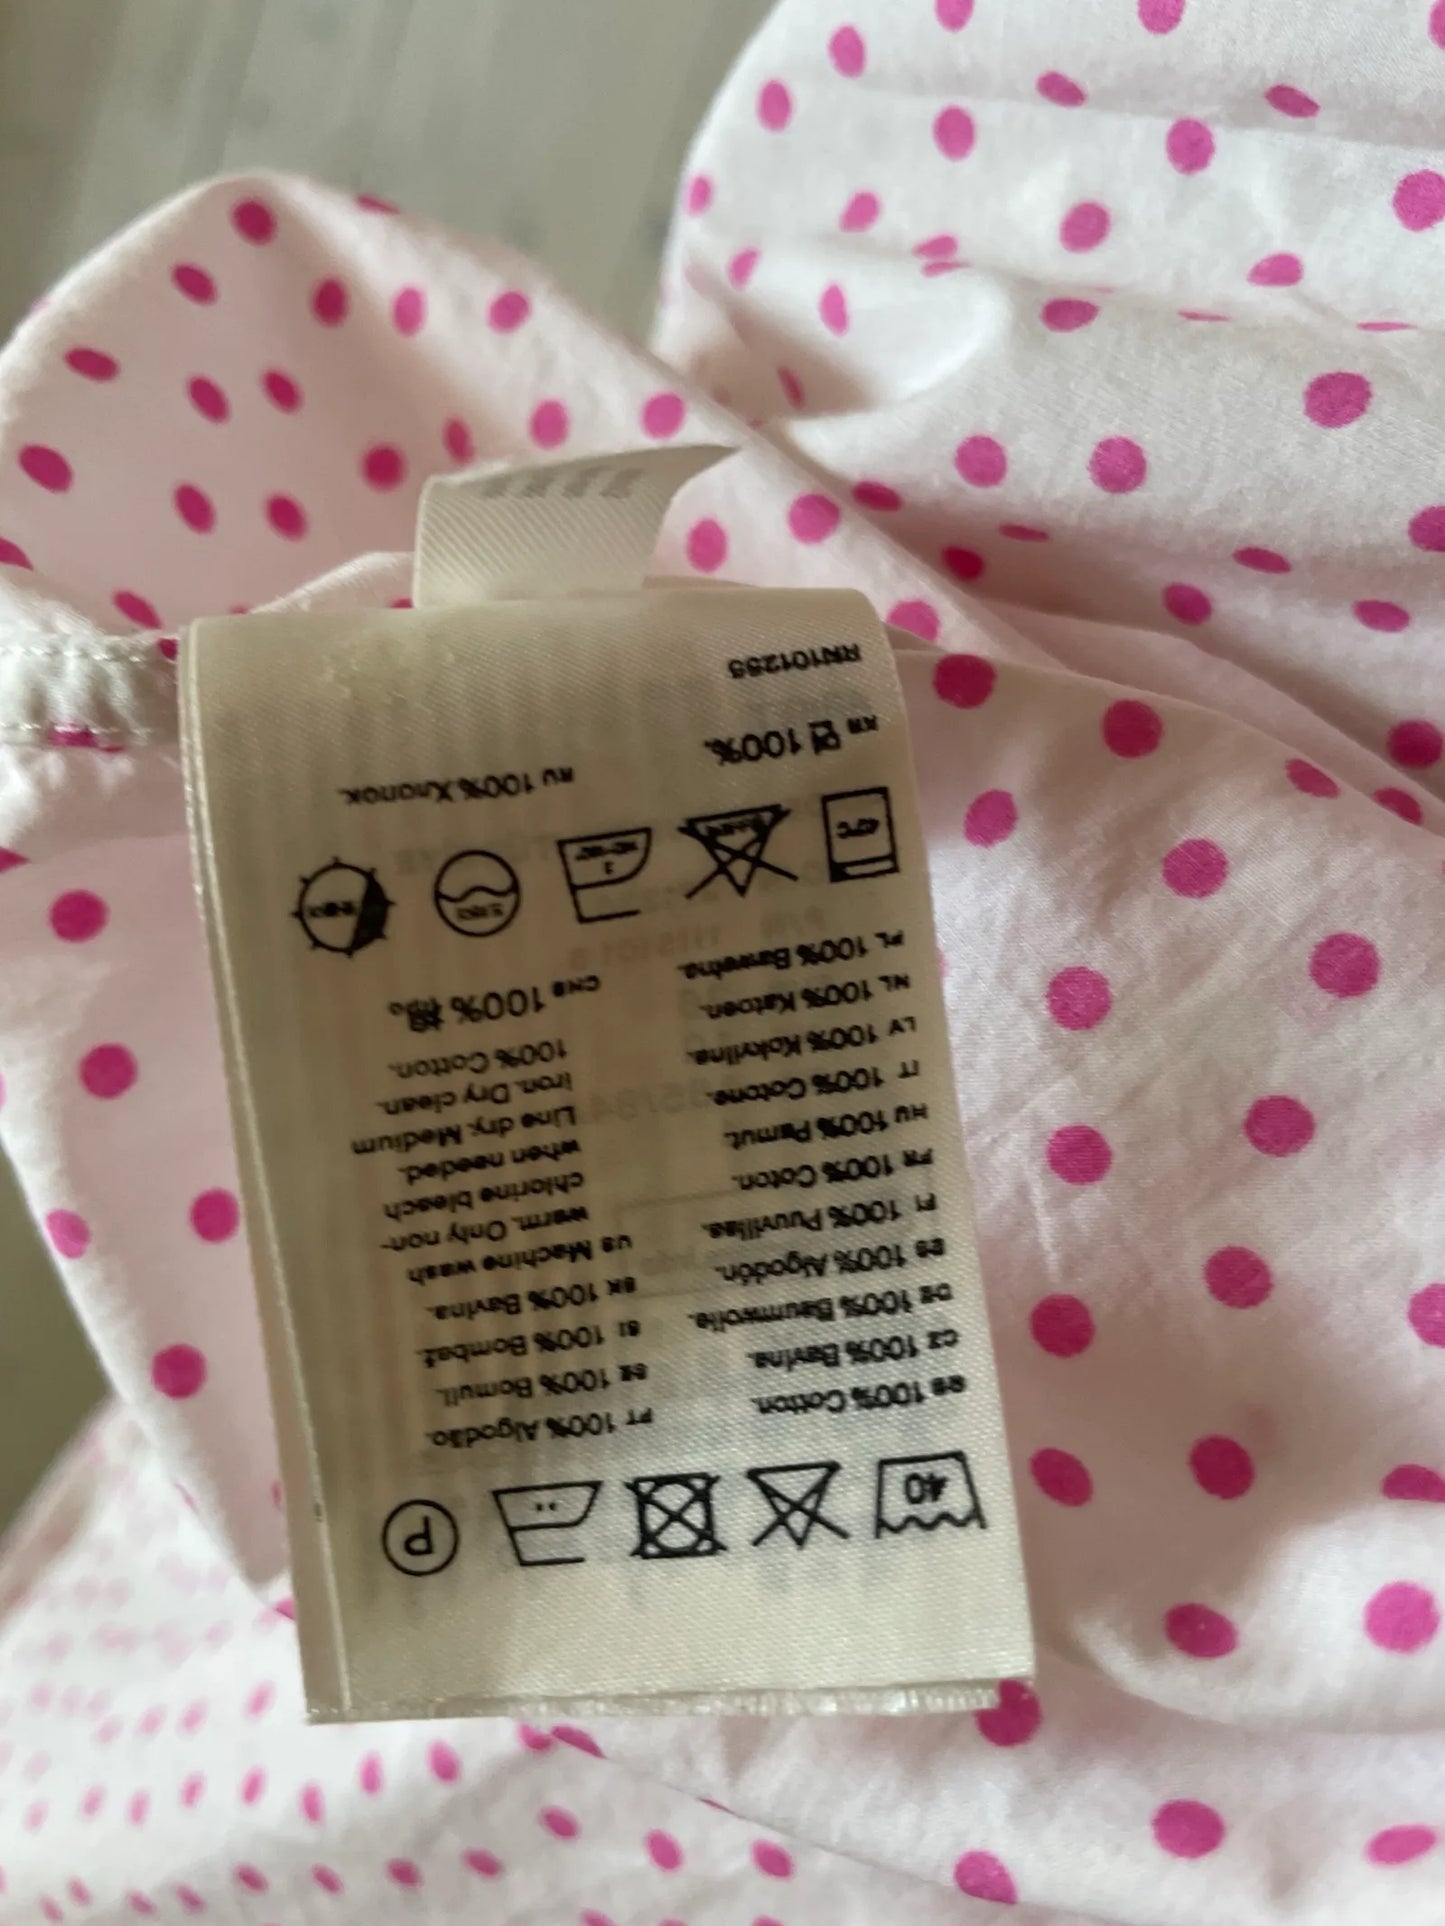 40
P
GB 100% Cotton.
CZ 100% Bavlna.
DE 100% Baumwolle.
ES 100% Algodón.
FI 100% Puuvillaa.
FR 100% Coton.
HU 100% Pamut.
IT 100% Cotone.
LV 100% Kokvilna.
NL 100% Katoen.
PL 100% Bawełna.
PT 100% Algodão.
SE 100% Bomull.
SI 100% Bombaž.
SK 100% Bavlna.
US Machine wash
warm. Only non-
chlorine bleach
when needed.
Line dry. Medium
iron. Dry clean.
100% Cotton.
CNS 100% 棉。
40°C
KR 면 100%.
RU 100% Хлопок.
RN101255